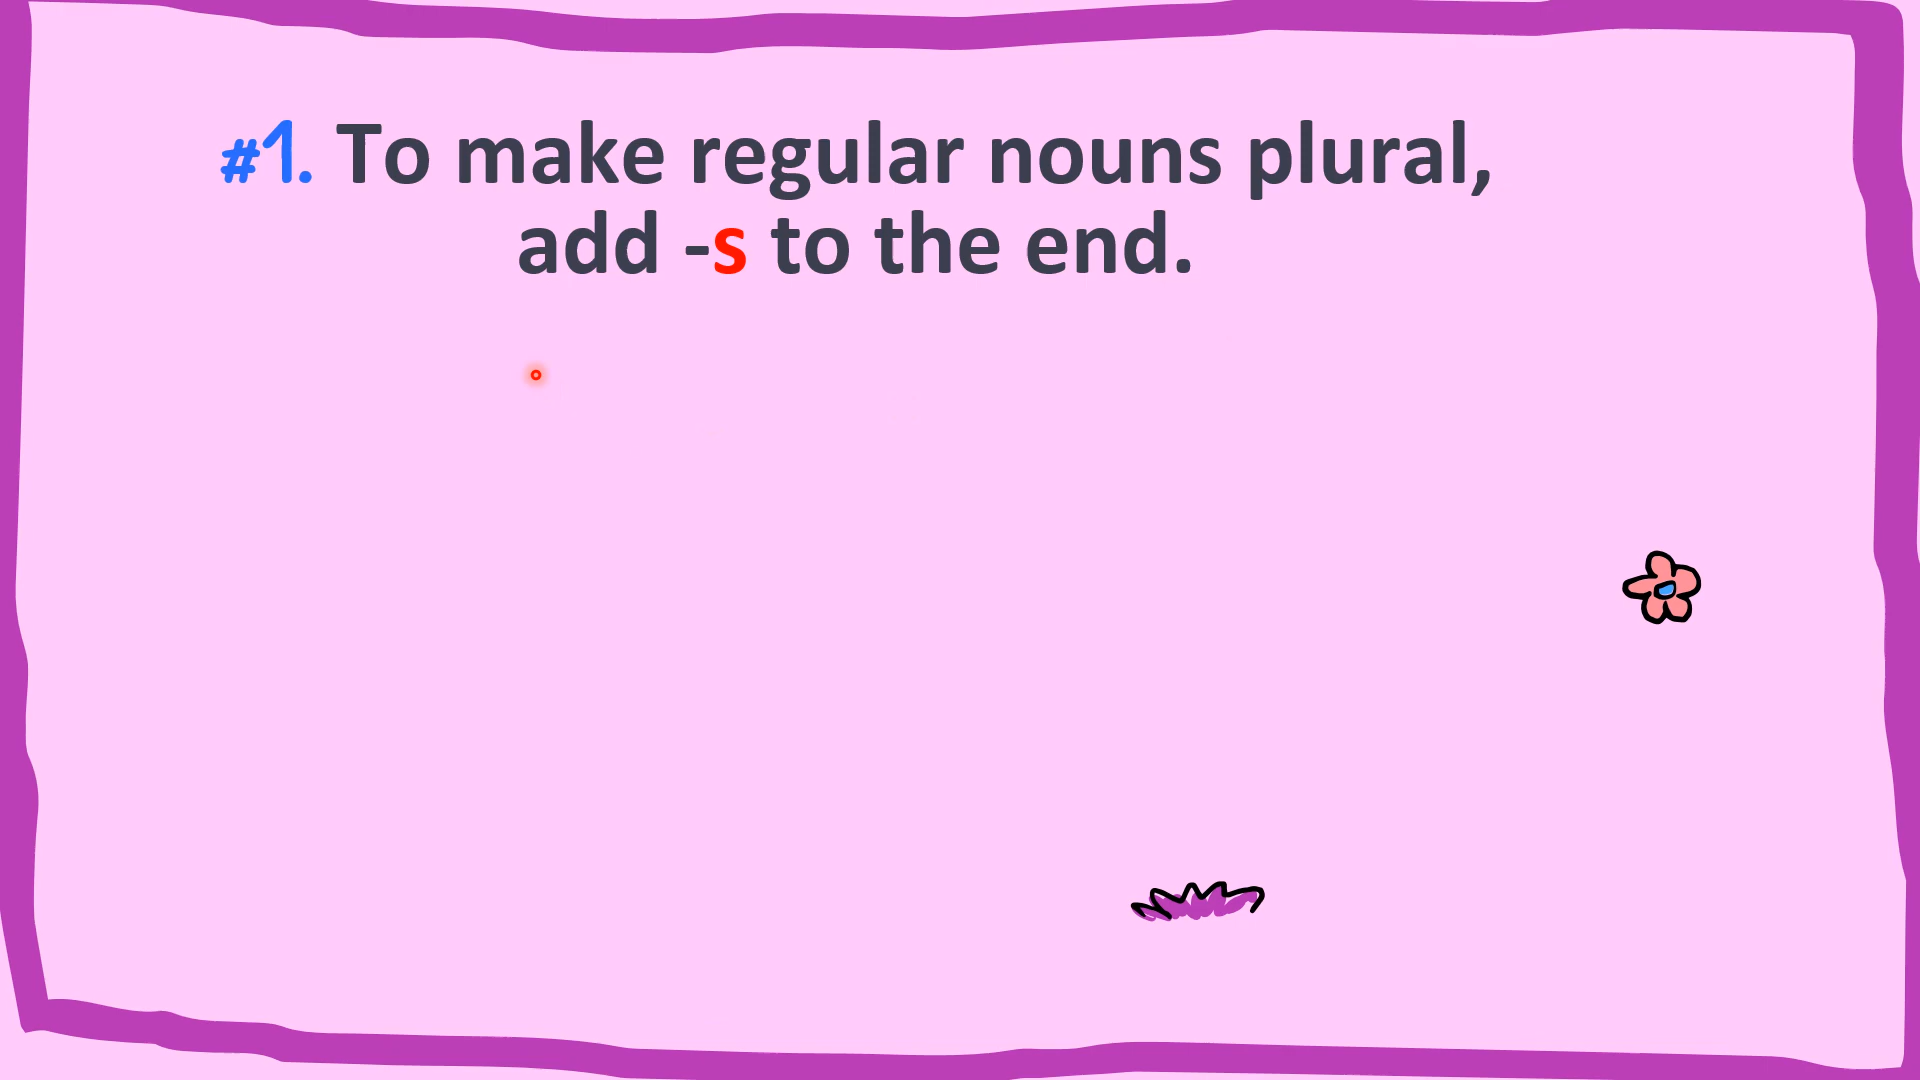 #1. To make regular nouns plural,
add -s to the end.